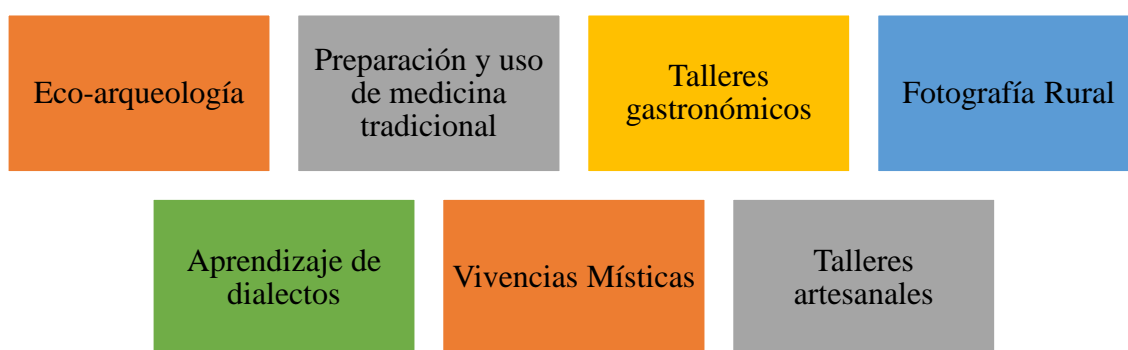 Eco-arqueología
Preparación y uso
de medicina
tradicional
Talleres
gastronómicos
Fotografía Rural
Aprendizaje de
dialectos
Vivencias Místicas
Talleres
artesanales